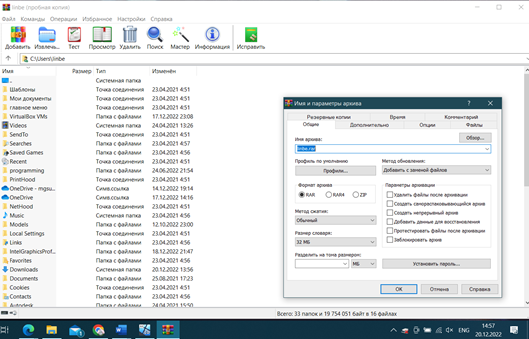 linbe (пробная копия)
Файл Команды Операции Избранное Настройки Справка
Добавить Извлечь... Тест Просмотр Удалить Поиск Мастер Информация Исправить
C:\Users\linbe
Имя Размер Тип Изменён
.. Системная папка
Шаблоны Точка соединения 23.04.2021 4:51
Мои документы Точка соединения 23.04.2021 4:51
главное меню Точка соединения 23.04.2021 4:51
VirtualBox VMs Папка с файлами 17.12.2022 23:08
Videos Системная папка 24.04.2021 13:26
SendTo Точка соединения 23.04.2021 4:51
Searches Папка с файлами 23.04.2021 4:57
Saved Games Папка с файлами 23.04.2021 4:56
Recent Точка соединения 23.04.2021 4:51
programming Папка с файлами 24.06.2022 21:54
PrintHood Точка соединения 23.04.2021 4:51
OneDrive - mgsu... Симв.ссылка 14.12.2022 19:14
OneDrive Симв.ссылка 17.12.2022 14:16
NetHood Точка соединения 23.04.2021 4:51
Music Системная папка 23.04.2021 4:57
Models Папка с файлами 12.10.2022 23:00
Local Settings Точка соединения 23.04.2021 4:51
Links Папка с файлами 23.04.2021 4:57
IntelGraphicsProf... Папка с файлами 18.12.2022 21:47
Favorites Папка с файлами 23.04.2021 4:57
Downloads Системная папка 20.12.2022 13:56
Documents Папка с файлами 25.08.2021 17:23
Cookies Точка соединения 23.04.2021 4:51
Contacts Папка с файлами 23.04.2021 4:56
Autodesk Папка с файлами 24.04.2021 15:50
Имя и параметры архива ?
Резервные копии Время Комментарий
Общие Дополнительно Опции Файлы
Имя архива: Обзор...
linbe.rar
Профиль по умолчанию Метод обновления:
Профили... Добавить с заменой файлов
Формат архива Параметры архивации
RAR RAR4 ZIP Удалить файлы после архивации
Создать самораспаковывающийся архив
Метод сжатия: Создать непрерывный архив
Обычный Добавить данные для восстановления
Размер словаря: Протестировать файлы после архивации
32 МБ Заблокировать архив
Разделить на тома размером:
МБ Установить пароль...
ОК Отмена Справка
Всего: 33 папок и 19 754 051 байт в 16 файлах
ENG 14:57
20.12.2022